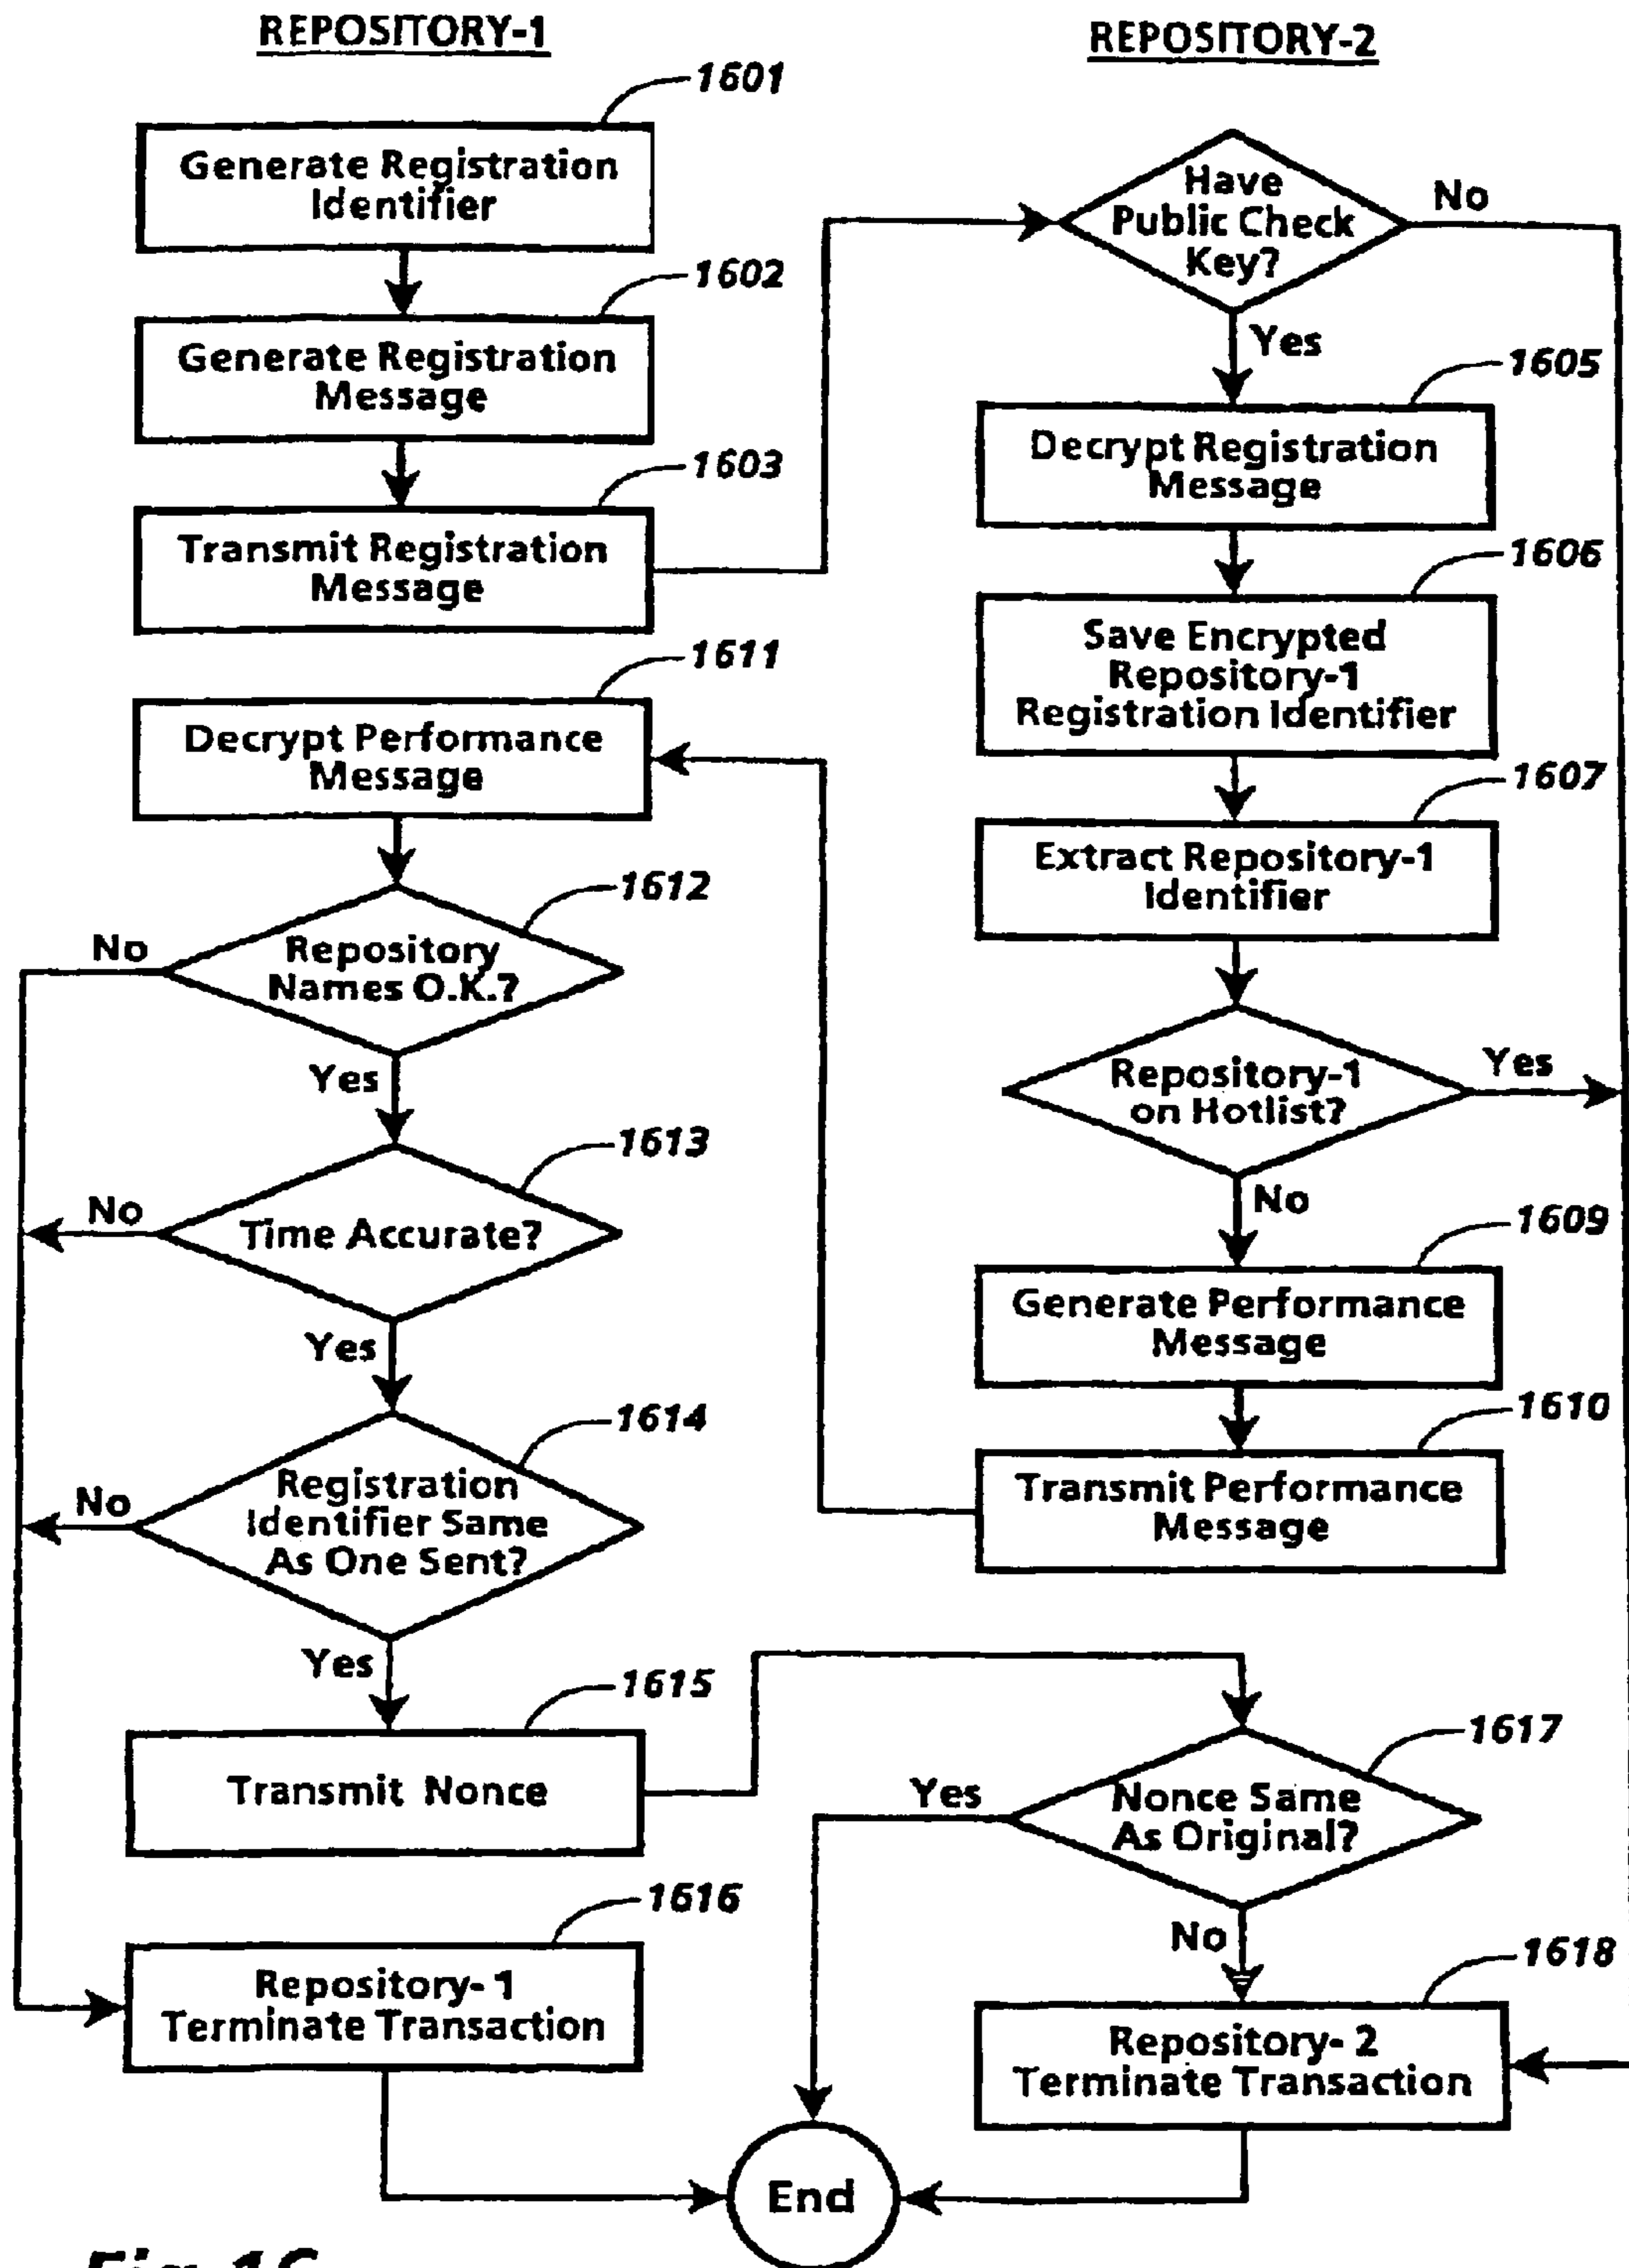 REPOSITORY-1
1601
Generate Registration
Identifier
1602
Generate Registration
Message
1603
Transmit Registration
Message
1611
Decrypt Performance
Message
1612
No
Repository
Names O.K.?
Yes
1613
No
Time Accurate?
Yes
1614
No
Registration
Identifier Same
As One Sent?
Yes
1615
Transmit Nonce
1616
Repository- 1
Terminate Transaction
REPOSITORY-2
Have
Public Check
Key?
No
Yes
1605
Decrypt Registration
Message
1606
Save Encrypted
Repository-1
Registration Identifier
1607
Extract Repository-1
Identifier
Repository-1
on Hotlist?
Yes
No
1609
Generate Performance
Message
1610
Transmit Performance
Message
1617
Yes
Nonce Same
As Original?
No
1618
Repository- 2
Terminate Transaction
End